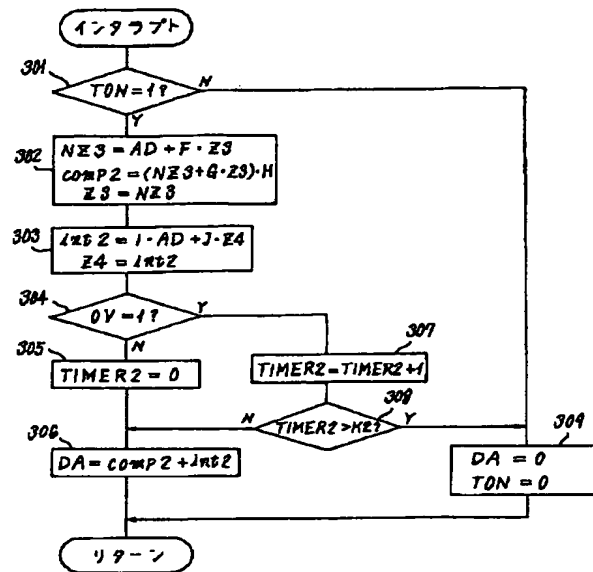 インタラプト
301
TON=1?
N
Y
302
NZ3=AD+F・Z3
comp2=(NZ3+G・Z3)・H
Z3=NZ3
303
int2=I・AD+J・Z4
Z4=int2
304
OV=1?
Y
N
305
TIMER2=0
307
TIMER2=TIMER2+1
308
TIMER2>K2?
N
Y
306
DA=comp2+int2
309
DA=0
TON=0
リターン